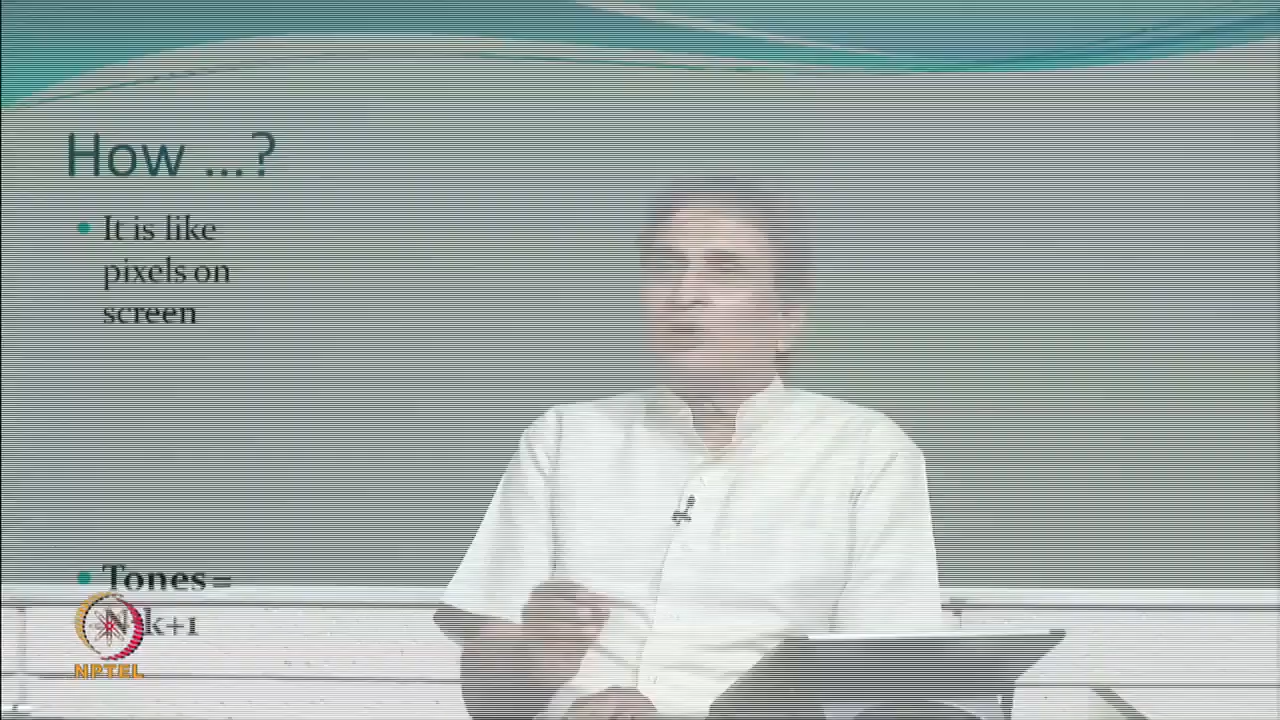 How ...?
It is like
pixels on
screen
Tones=
k+1
NPTEL